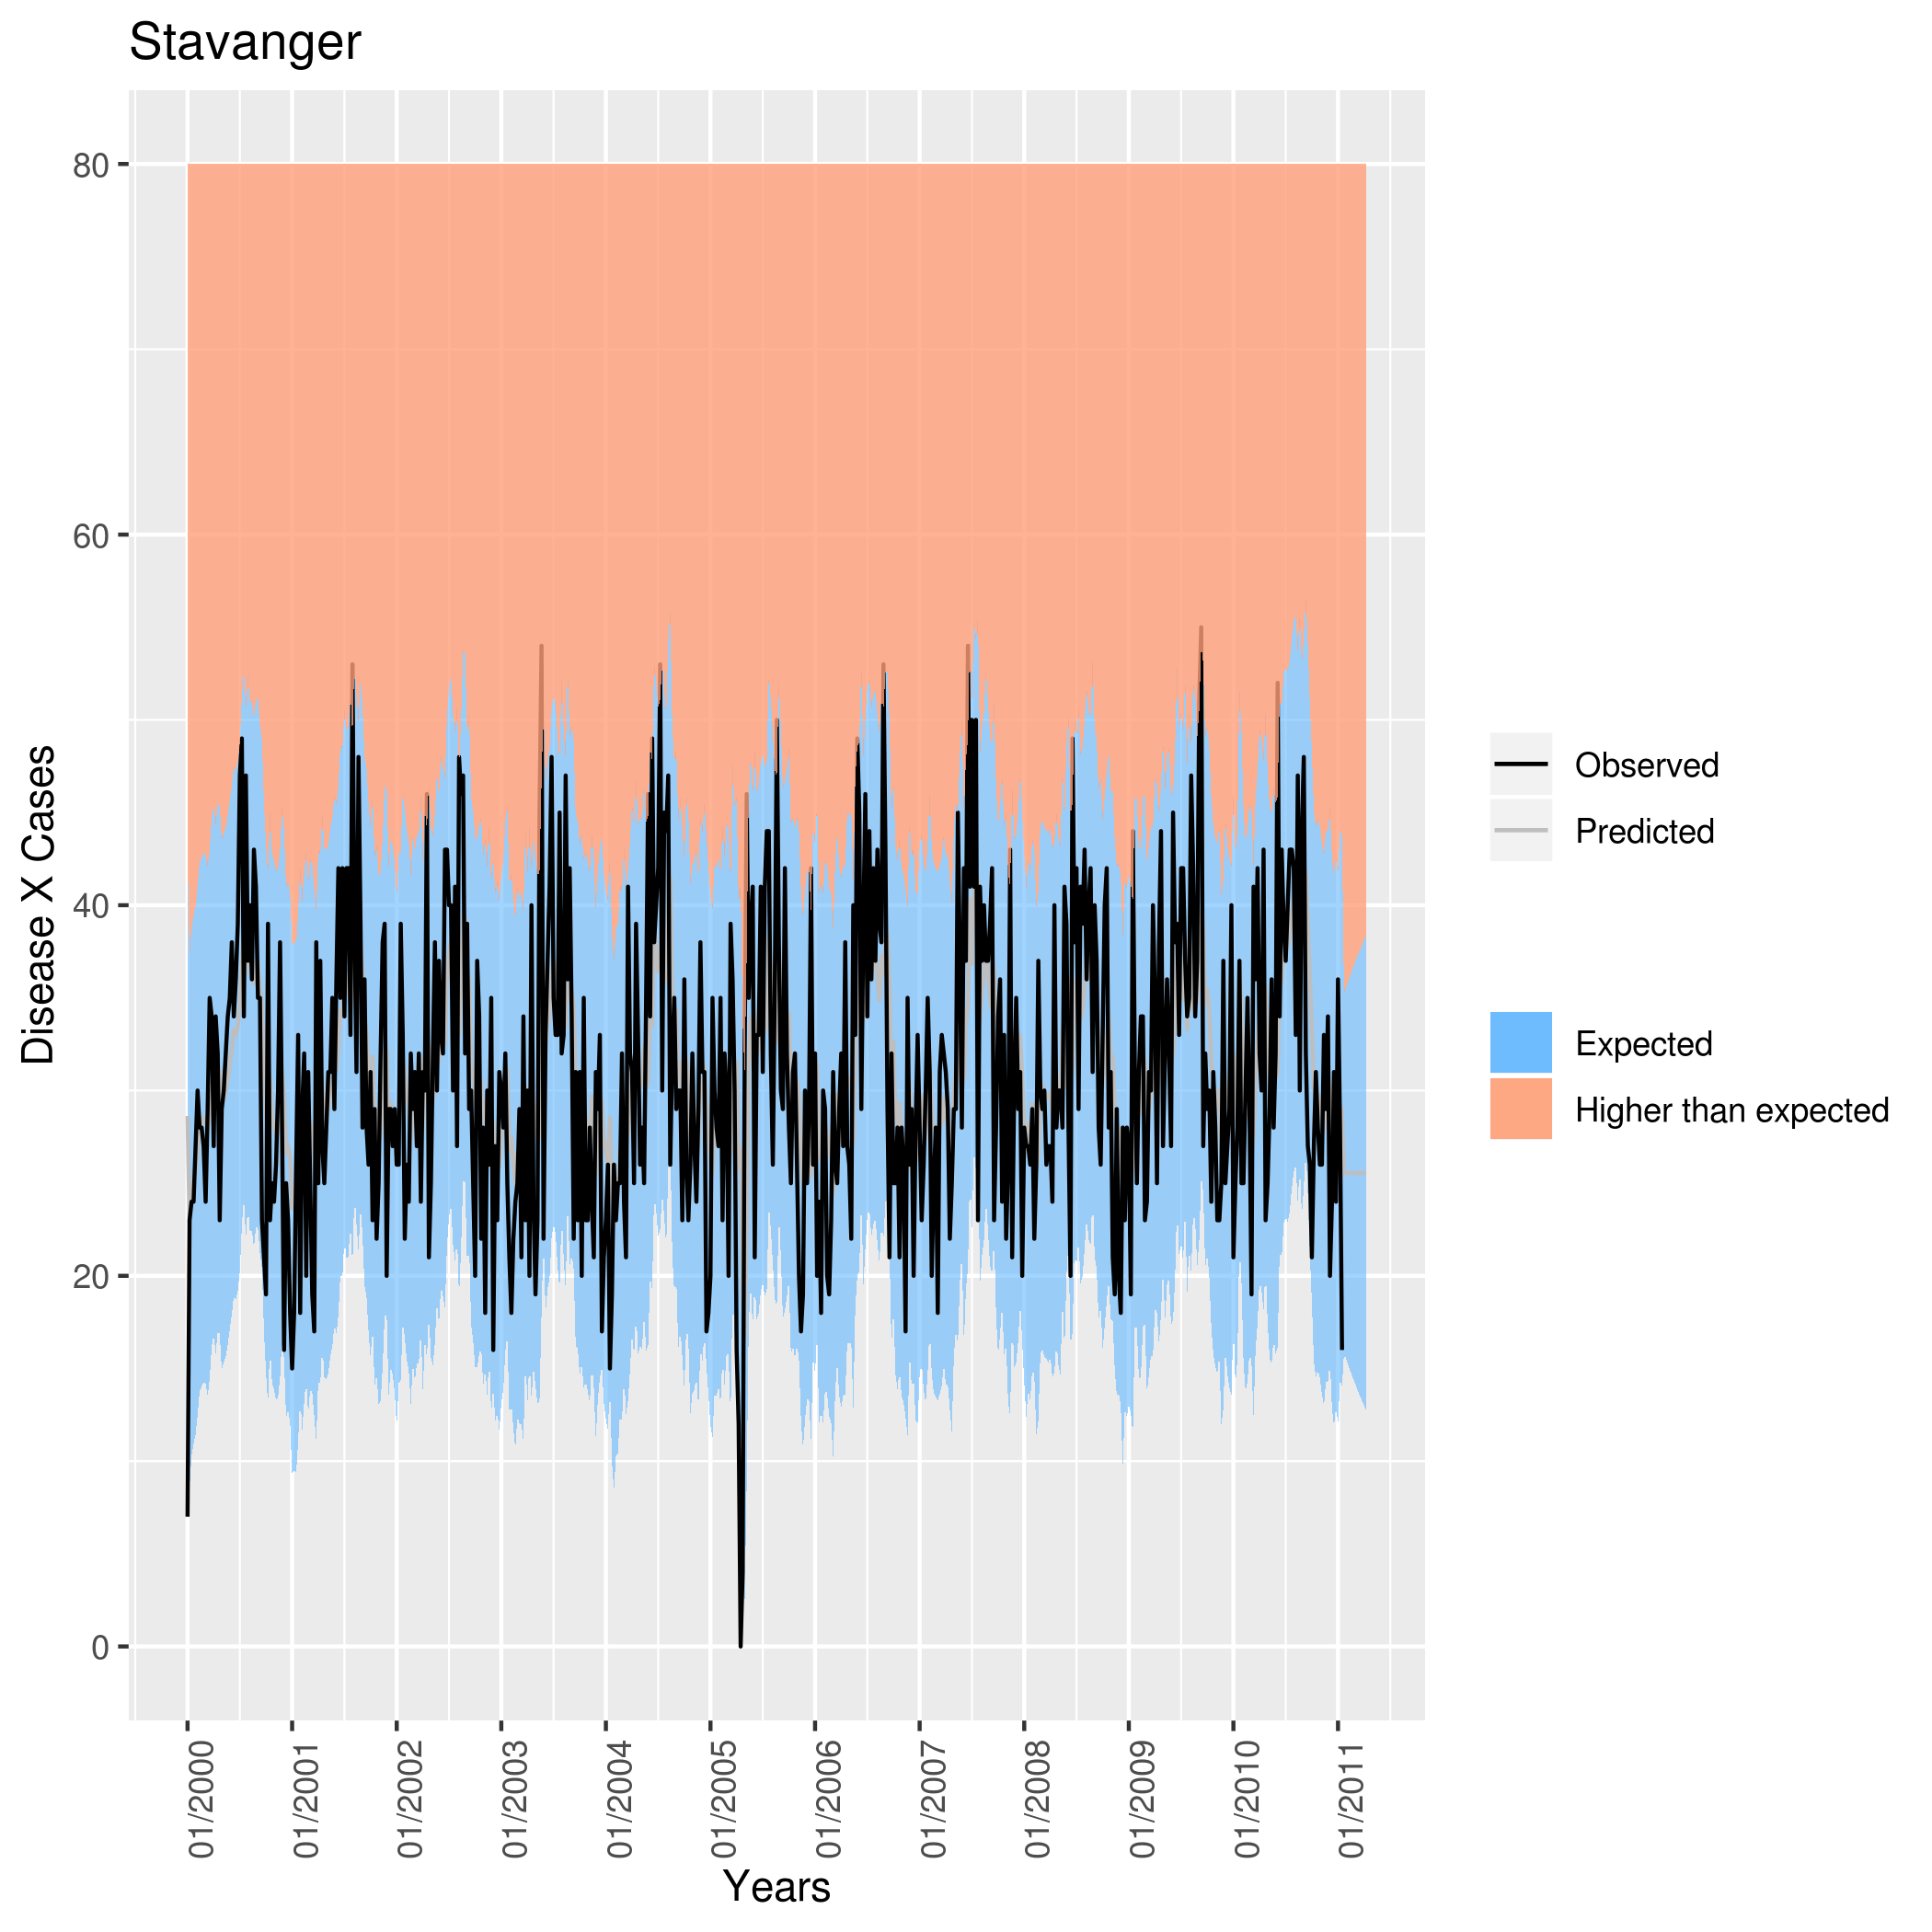 Stavanger
Disease X Cases
80
60
40
20
0
01/2000
01/2001
01/2002
01/2003
01/2004
01/2005
01/2006
01/2007
01/2008
01/2009
01/2010
01/2011
Years
Observed
Predicted
Expected
Higher than expected